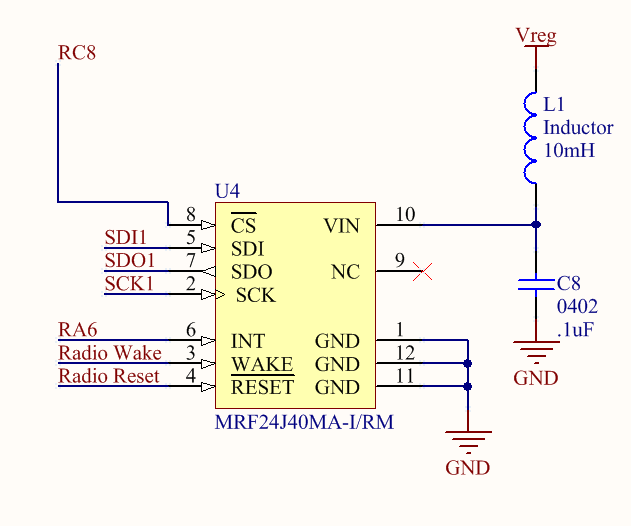 Vreg
RC8
L1
Inductor
10mH
U4
8 CS VIN 10
SDI1 5 SDI
SDO1 7 SDO NC 9
SCK1 2 SCK
C8
0402
.1uF
RA6 6 INT GND 1
Radio Wake 3 WAKE GND 12
Radio Reset 4 RESET GND 11
GND
MRF24J40MA-I/RM
GND